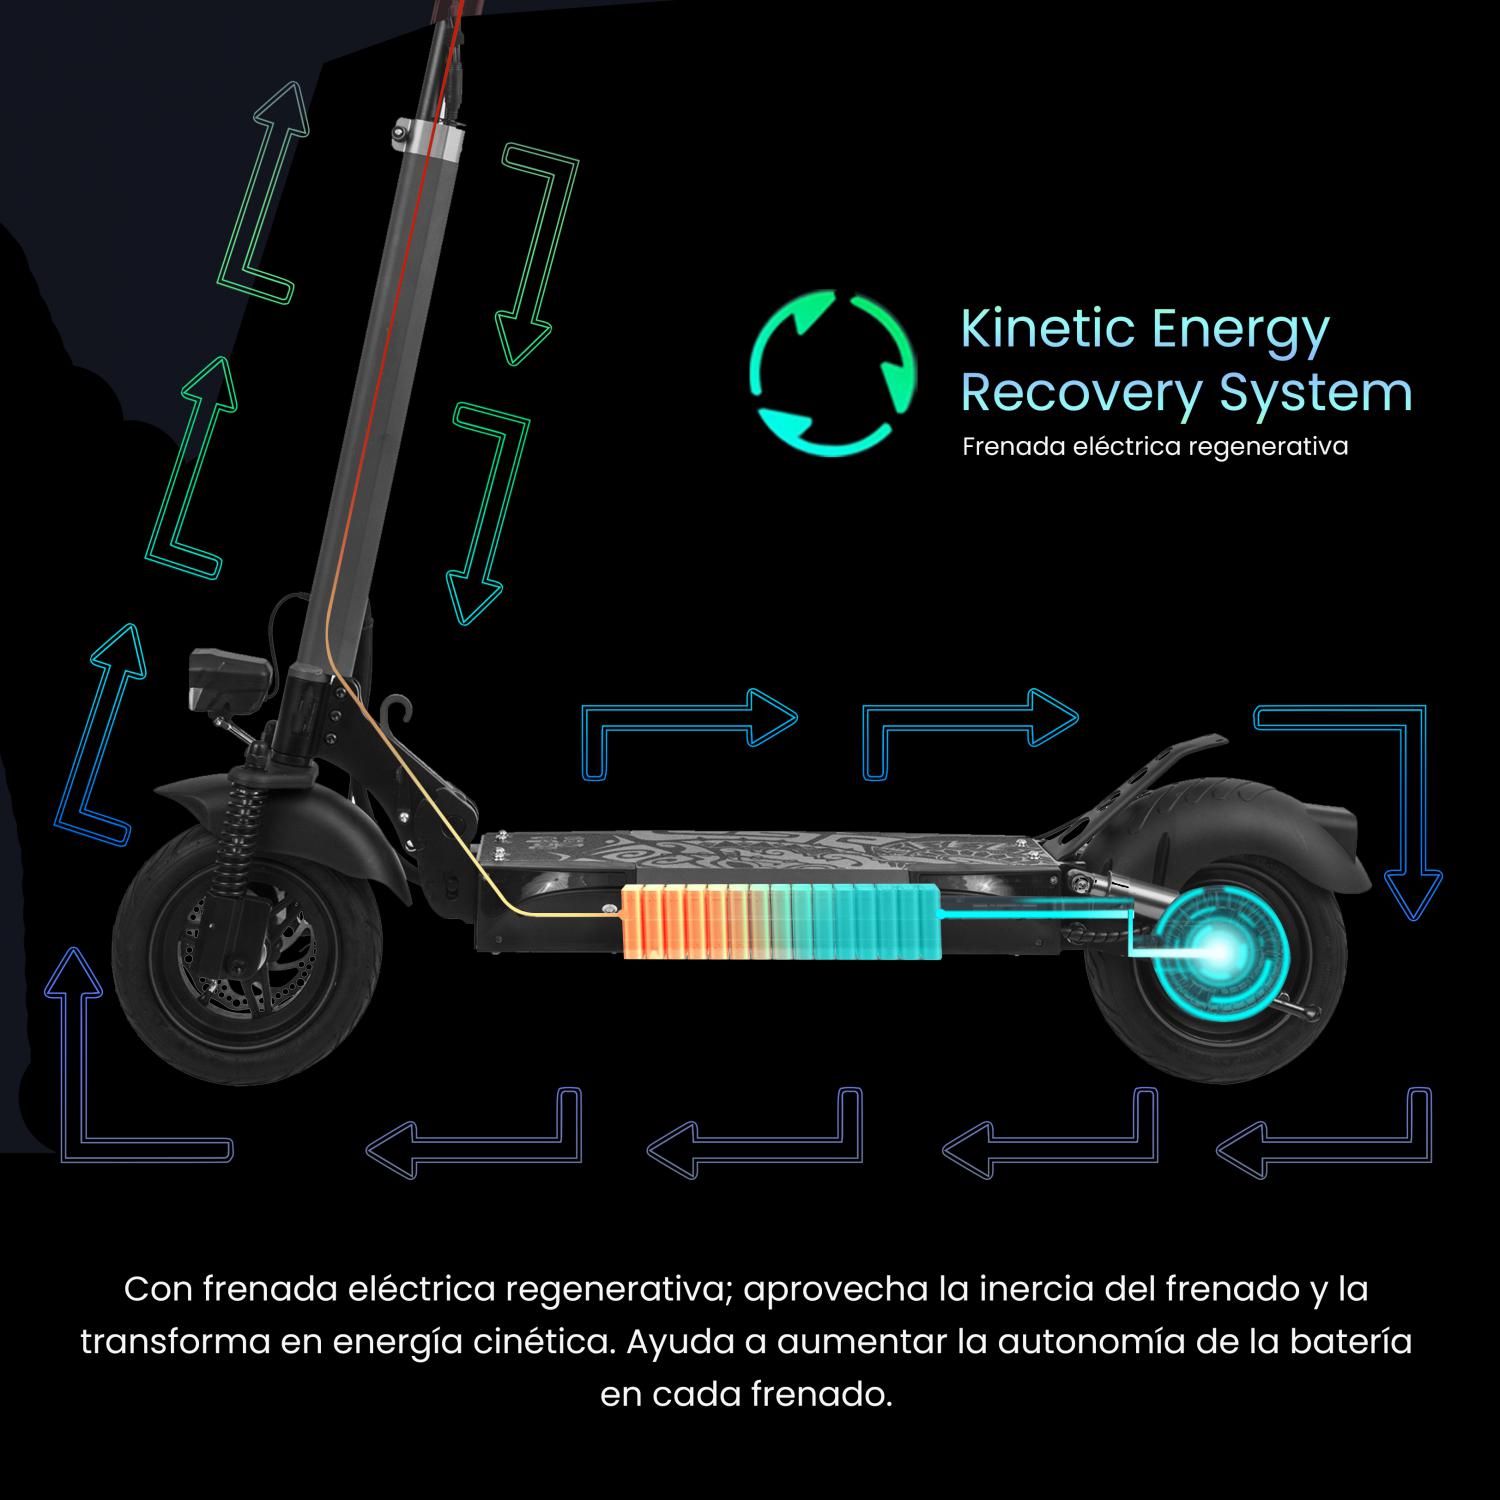 Kinetic Energy
Recovery System
Frenada eléctrica regenerativa
Con frenada eléctrica regenerativa; aprovecha la inercia del frenado y la
transforma en energía cinética. Ayuda a aumentar la autonomía de la batería
en cada frenado.